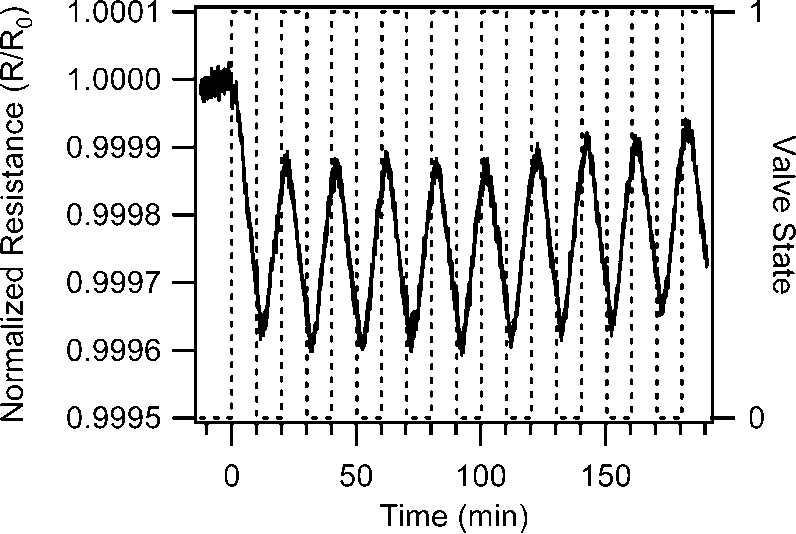 1.0001
1.0000
0.9999
0.9998
0.9997
0.9996
0.9995
Normalized Resistance (R/R0)
1
0
Valve State
0 50 100 150
Time (min)